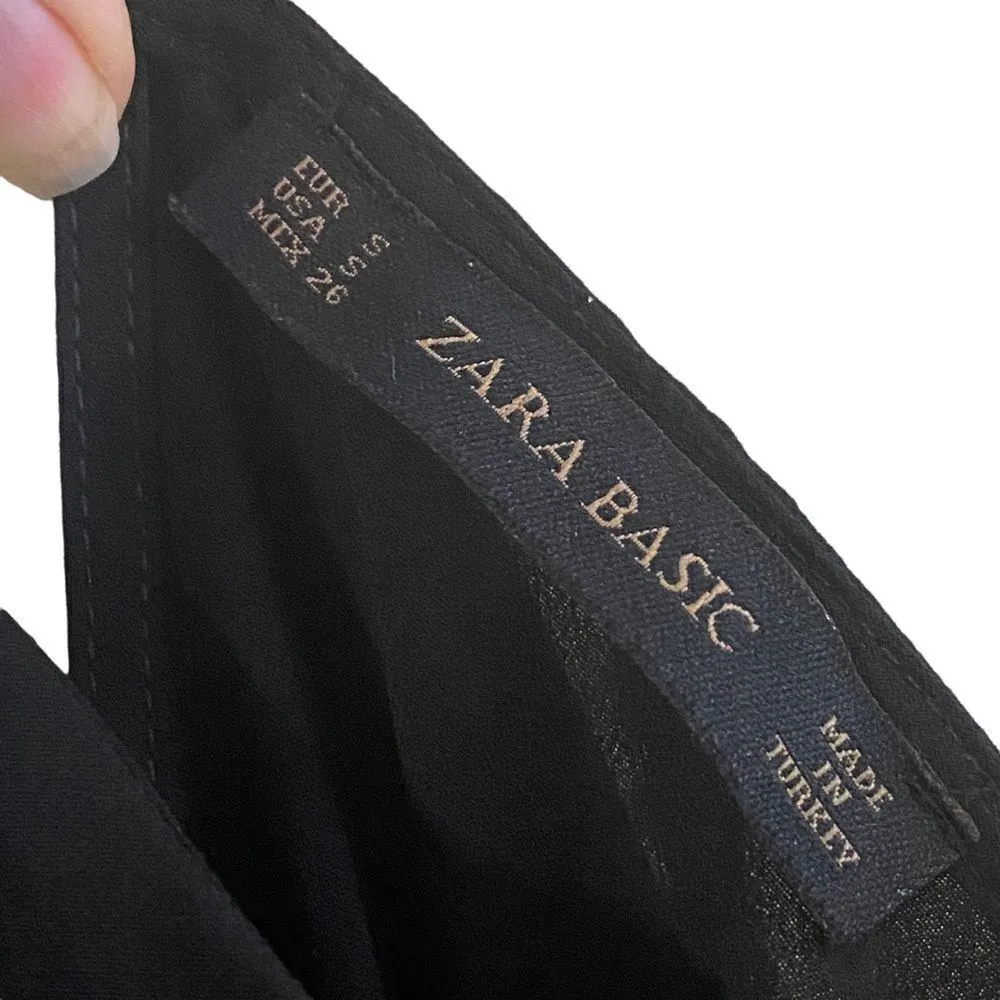 EUR S
USA S
MEX 26
ZARA BASIC
MADE
IN
TURKEY